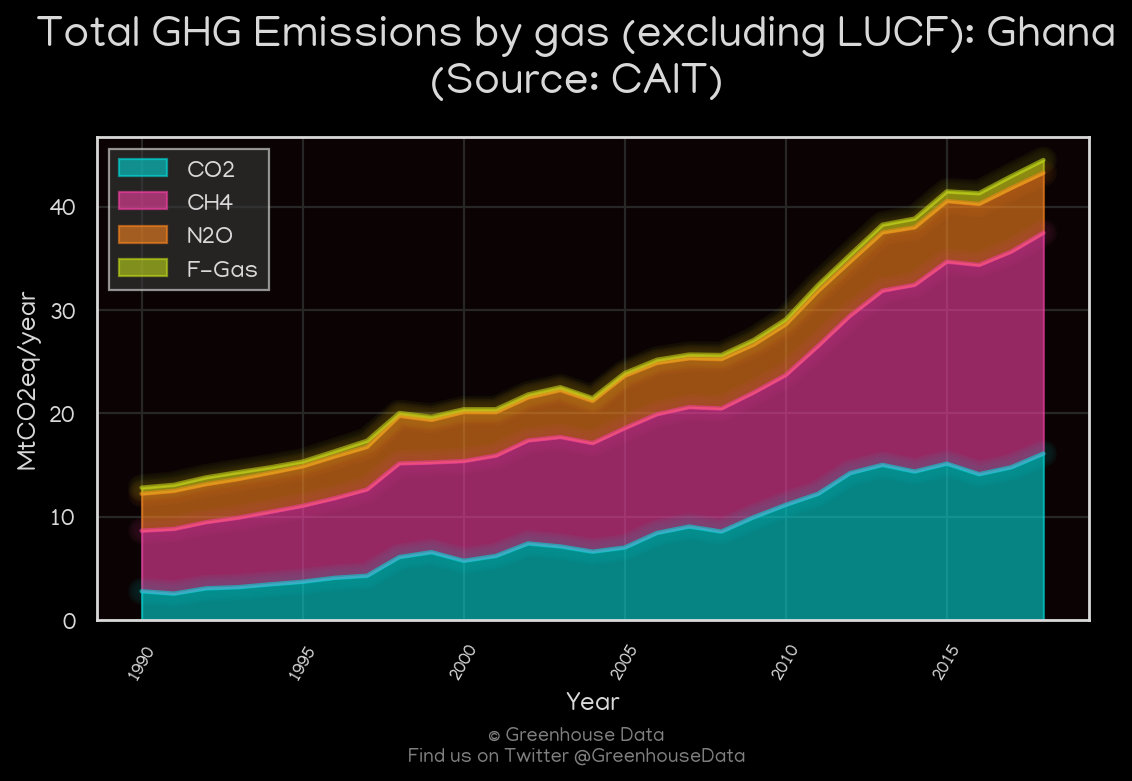 Total GHG Emissions by gas (excluding LUCF): Ghana
(Source: CAIT)
CO2
CH4
N2O
F-Gas
MtCO2eq/year
40
30
20
10
0
1990
1995
2000
2005
2010
2015
Year
© Greenhouse Data
Find us on Twitter @GreenhouseData